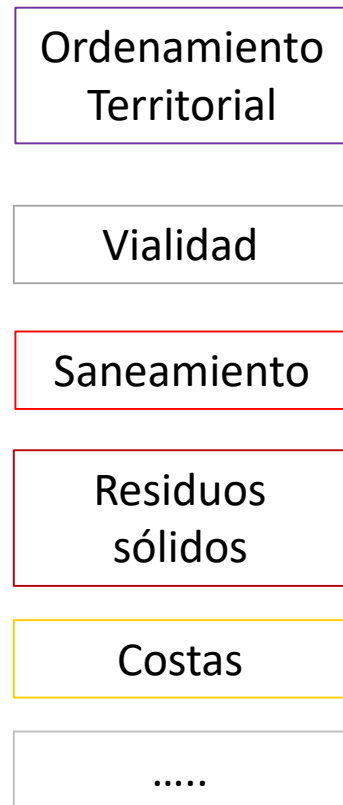 Ordenamiento
Territorial
Vialidad
Saneamiento
Residuos
sólidos
Costas
.....